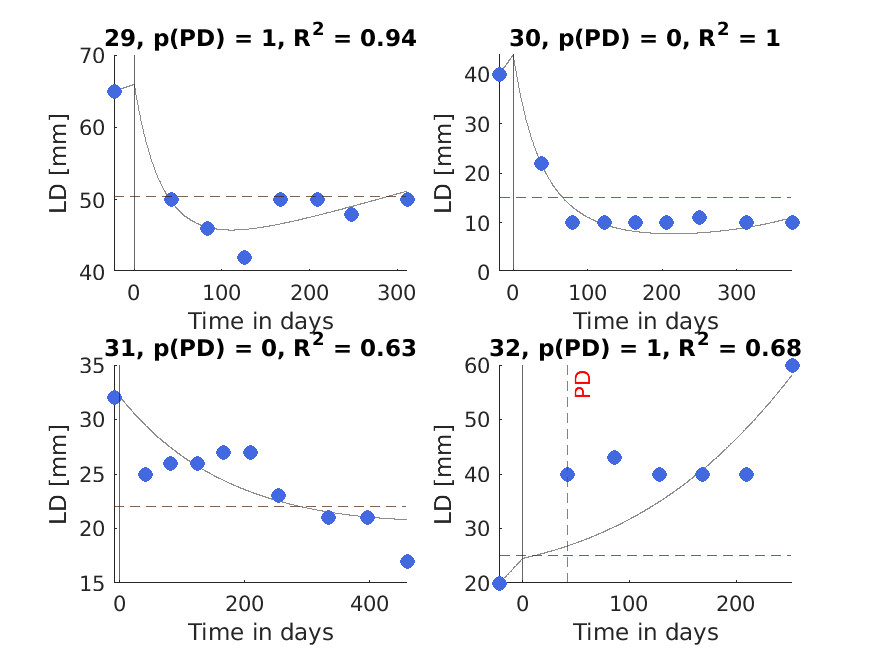 29, p(PD) = 1, R² = 0.94
70
60
50
40
LD [mm]
0 100 200 300
Time in days
30, p(PD) = 0, R² = 1
40
30
20
10
0
LD [mm]
0 100 200 300
Time in days
31, p(PD) = 0, R² = 0.63
35
30
25
20
15
LD [mm]
0 200 400
Time in days
32, p(PD) = 1, R² = 0.68
60
50
40
30
20
LD [mm]
PD
0 100 200
Time in days